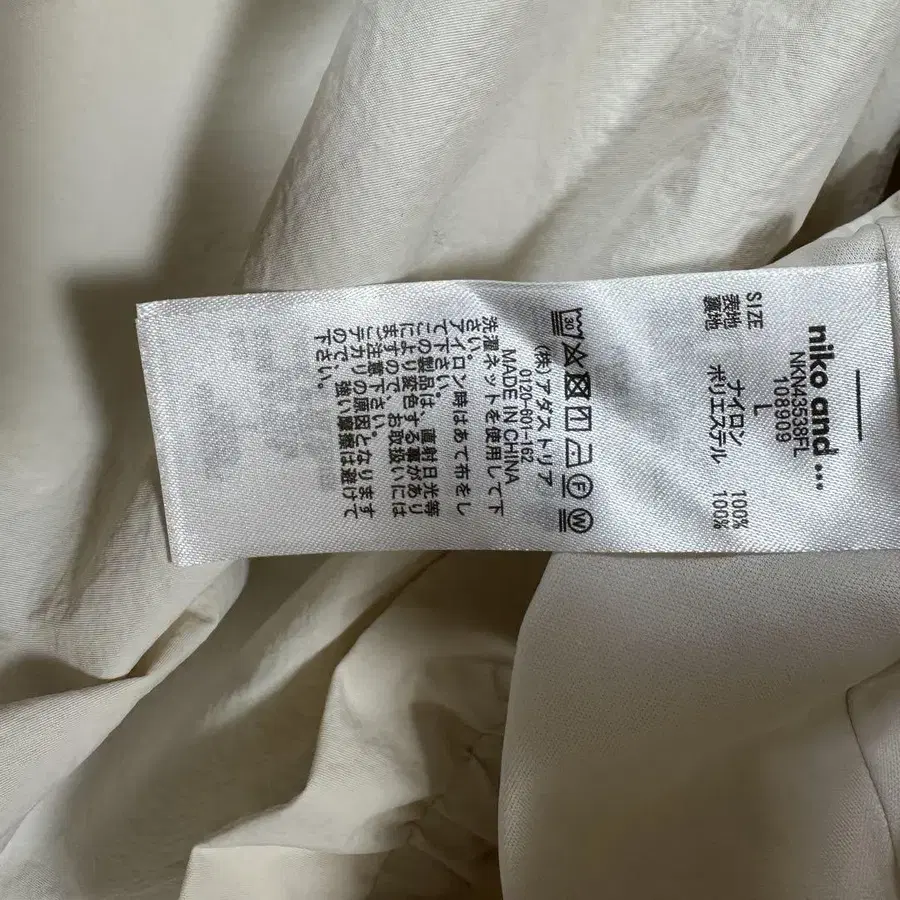 niko and ...
NKN43533FL
108909
SIZE L
表地 ナイロン 100%
裏地 ポリエステル 100%
30
F
W
(株)アダストリア
0120-601-162
MADE IN CHINA
洗濯ネットを使用して下
さい。
アイロン時はあて布をし
て下さい。
この製品は、直射日光等
により変色する事があり
ますので、お取扱いには
ご注意下さい。
テカリの原因となります
ので、強い摩擦は避けて
下さい。